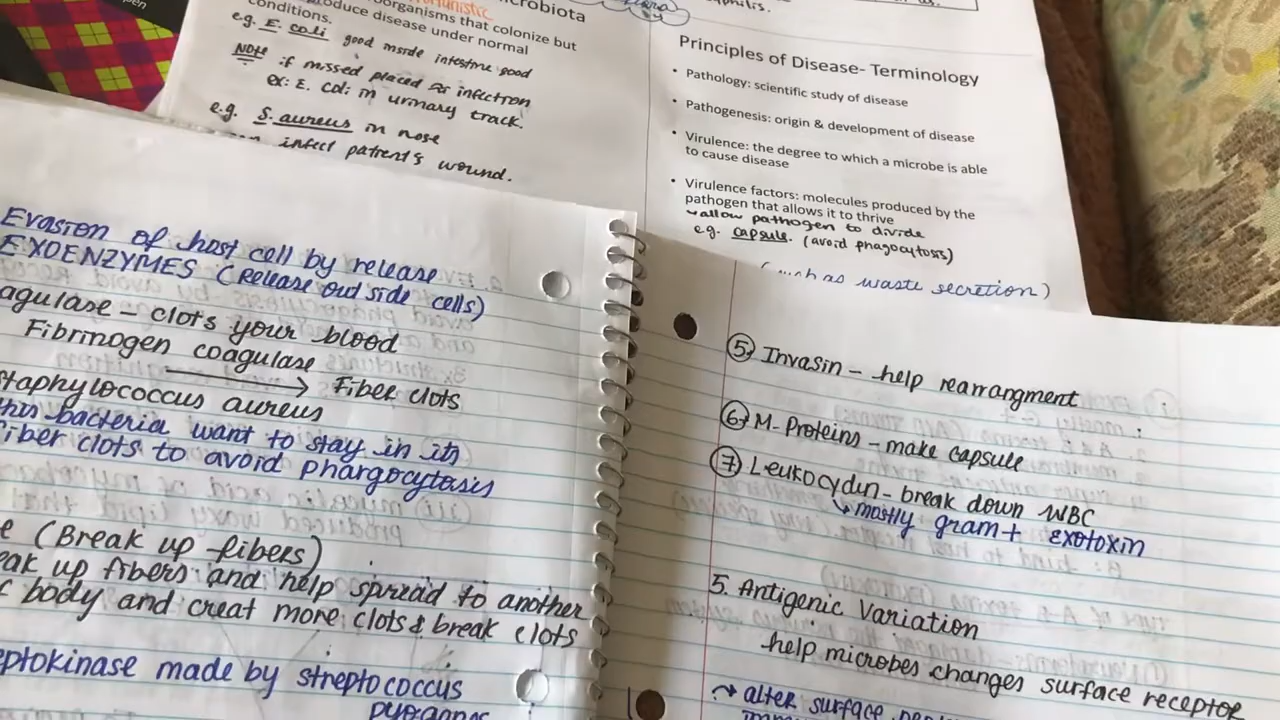 pen
crobiota
oorganisms that colonize but
oduce disease under normal
conditions.
e.g. E. coli good inside intestine good
NOTE if missed placed infection
ex: E. coli in urinary track.
e.g. S. aureus in nose
infect patient's wound.
Principles of Disease- Terminology
• Pathology: scientific study of disease
• Pathogenesis: origin & development of disease
• Virulence: the degree to which a microbe is able
to cause disease
• Virulence factors: molecules produced by the
pathogen that allows it to thrive
allow pathogen to divide
e.g. capsule. (avoid phagocytosis)
as waste secretion)
Evasion of host cell by release
EXOENZYMES (Release out side cells)
agulase - clots your blood
Fibrinogen coagulase
→ Fiber clots
staphylococcus aureus
this bacteria want to stay in its
fiber clots to avoid phargocytosis
e (Break up fibers)
eak up fibers and help spread to another
f body and creat more clots & break clots
eptokinase made by streptococcus
⑤ Invasin - help rearrangment
⑥ M-Proteins - make capsule
⑦ Leukocydin - break down WBC
↳ mostly gram + exotoxin
5. Antigenic Variation
help microbes changes surface receptor
→ alter surface